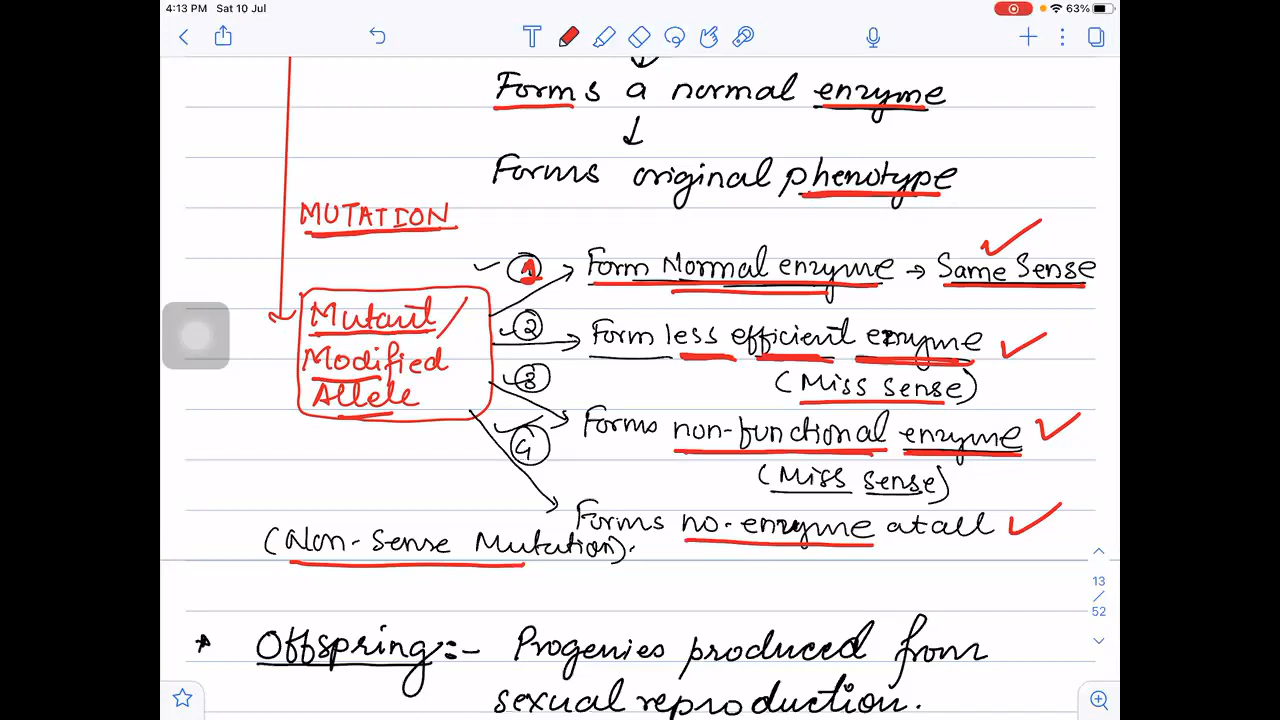 4:13 PM Sat 10 Jul
63%
T
Forms a normal enzyme
Forms original phenotype
MUTATION
1 Form Normal enzyme → Same Sense
Mutant/
Modified
Allele
2 Form less efficient enzyme
(Miss sense)
3 Forms non-functional enzyme
(Miss sense)
4 Forms no-enzyme at all
(Non-Sense Mutation).
13
/
52
* Offspring:- Progenies produced from
sexual reproduction.